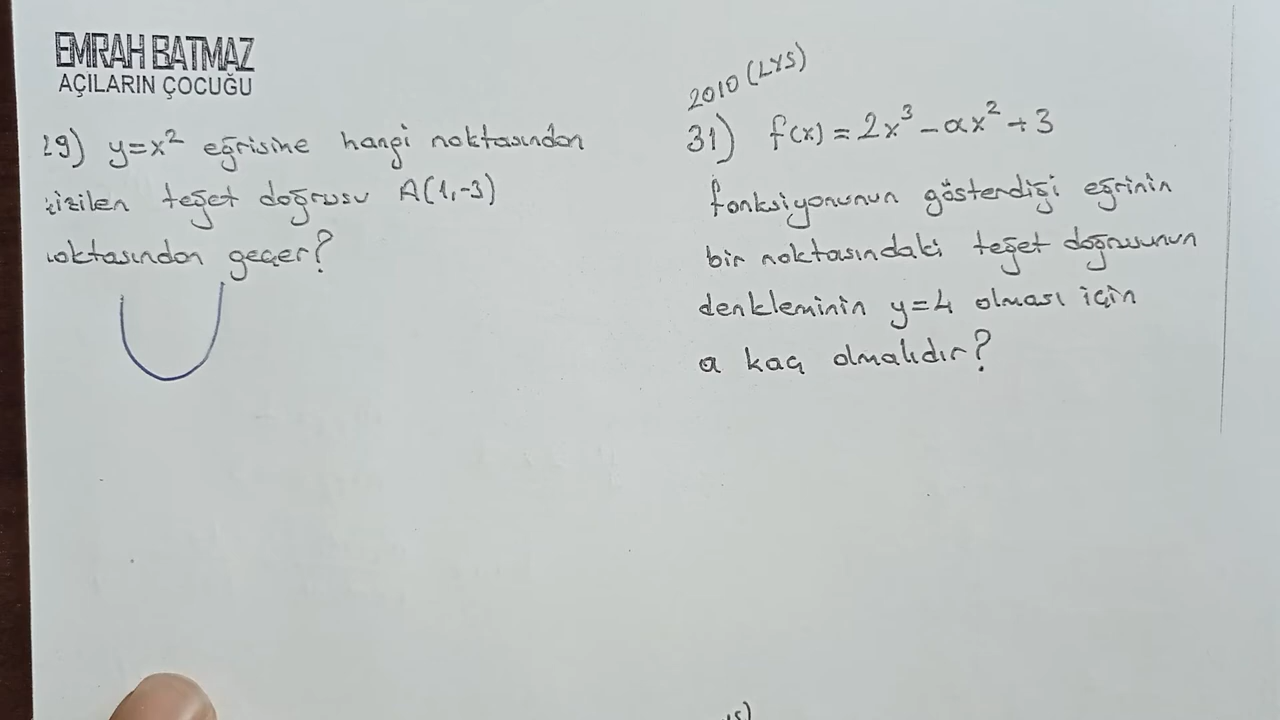 EMRAH BATMAZ
AÇILARIN ÇOCUĞU
29) y=x² eğrisine hangi noktasından
çizilen teğet doğrusu A(1,-3)
noktasından geçer?
2010 (LYS)
31) f(x) = 2x³ - ax² + 3
fonksiyonunun gösterdiği eğrinin
bir noktasındaki teğet doğrusunun
denkleminin y=4 olması için
a kaç olmalıdır?